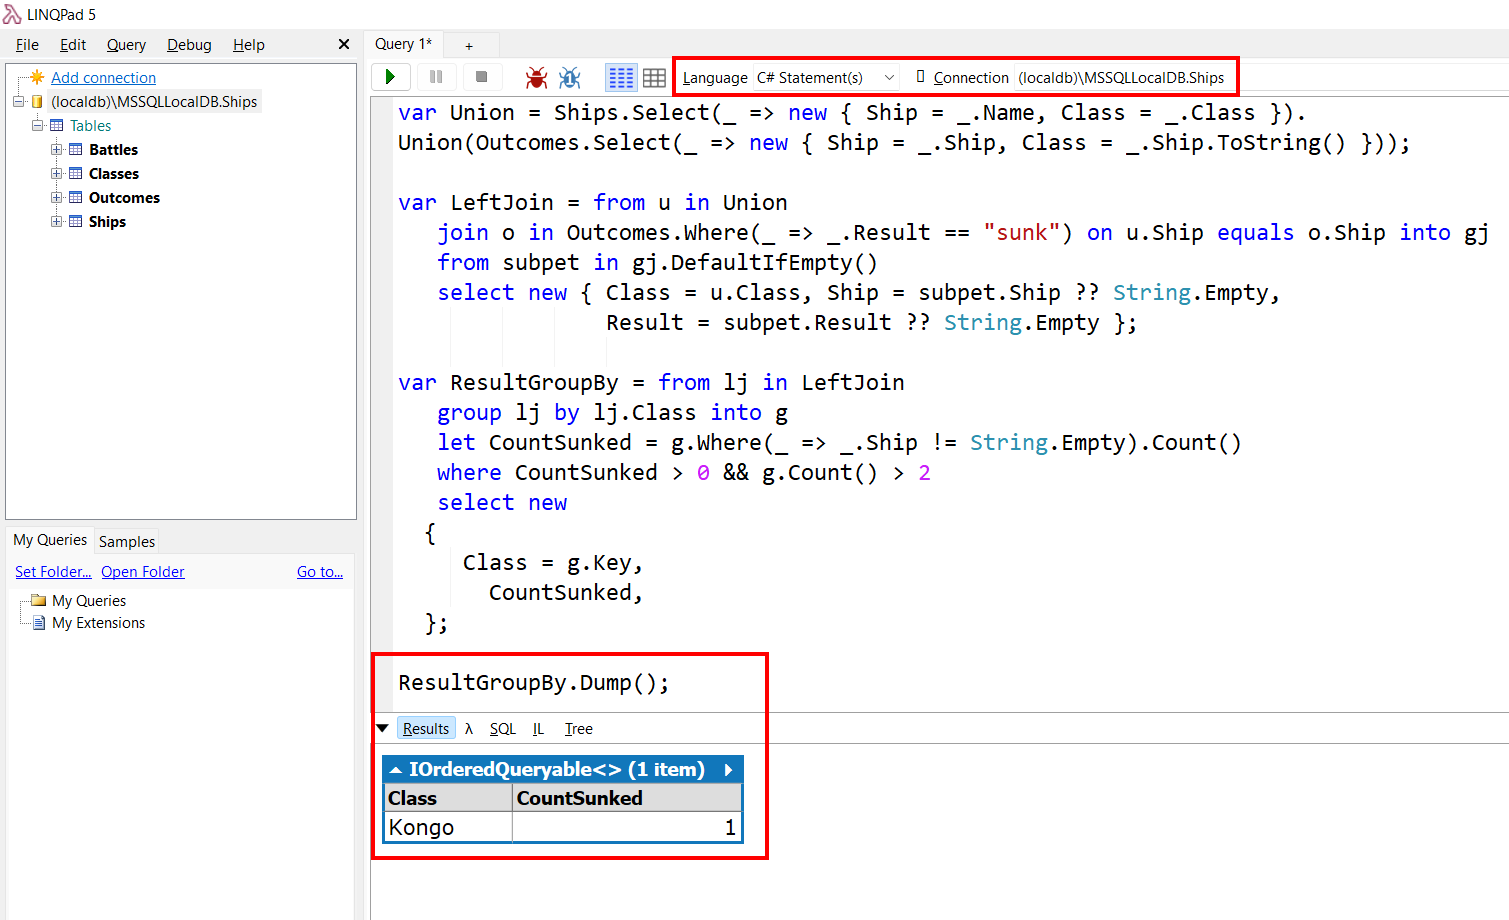 LINQPad 5
File Edit Query Debug Help
Query 1* +
Add connection
(localdb)\MSSQLLocalDB.Ships
Tables
Battles
Classes
Outcomes
Ships
My Queries Samples
Set Folder... Open Folder Go to...
My Queries
My Extensions
Language C# Statement(s) Connection (localdb)\MSSQLLocalDB.Ships
var Union = Ships.Select(_ => new { Ship = _.Name, Class = _.Class }).
Union(Outcomes.Select(_ => new { Ship = _.Ship, Class = _.Ship.ToString() }));
var LeftJoin = from u in Union
join o in Outcomes.Where(_ => _.Result == "sunk") on u.Ship equals o.Ship into gj
from subpet in gj.DefaultIfEmpty()
select new { Class = u.Class, Ship = subpet.Ship ?? String.Empty,
Result = subpet.Result ?? String.Empty };
var ResultGroupBy = from lj in LeftJoin
group lj by lj.Class into g
let CountSunked = g.Where(_ => _.Ship != String.Empty).Count()
where CountSunked > 0 && g.Count() > 2
select new
{
Class = g.Key,
CountSunked,
};
ResultGroupBy.Dump();
Results λ SQL IL Tree
IOrderedQueryable<> (1 item)
Class CountSunked
Kongo 1